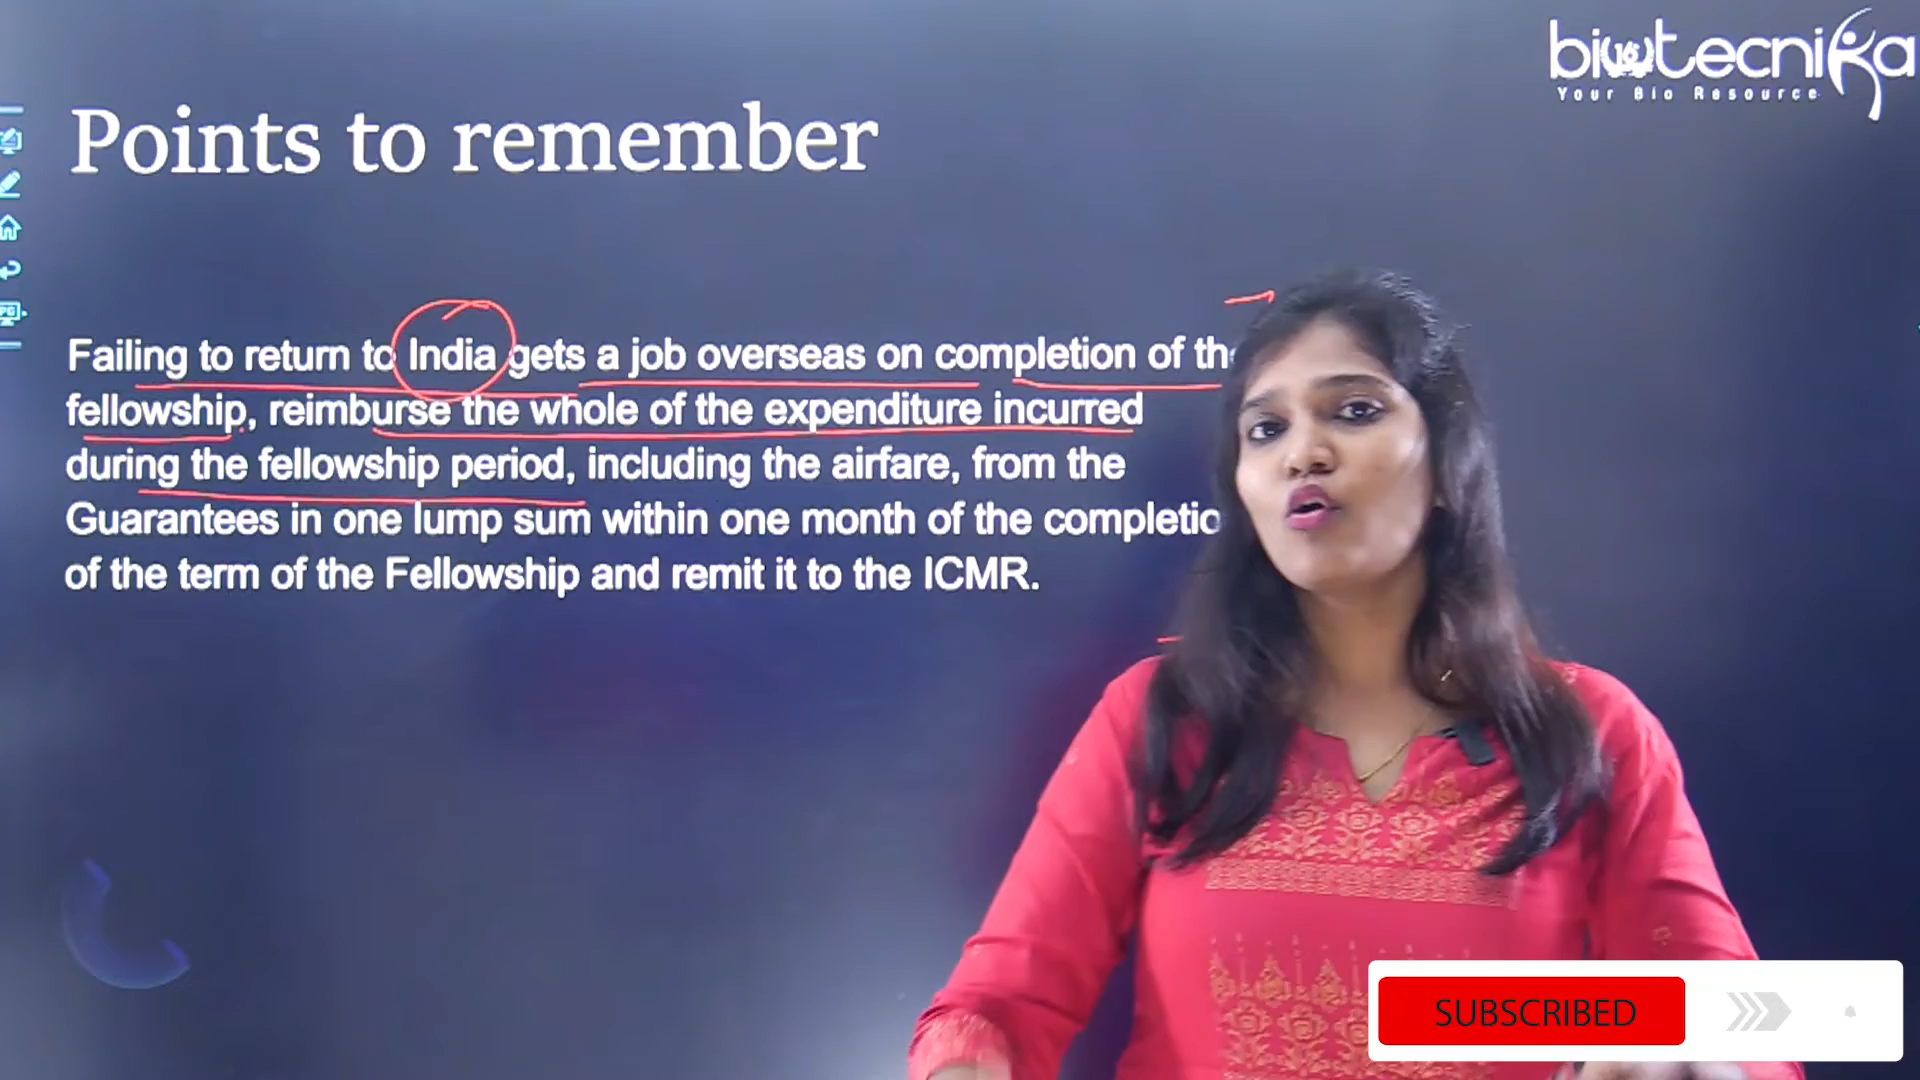 biotecnika
Your Bio Resource
Points to remember
Failing to return to India gets a job overseas on completion of the
fellowship, reimburse the whole of the expenditure incurred
during the fellowship period, including the airfare, from the
Guarantees in one lump sum within one month of the completio
of the term of the Fellowship and remit it to the ICMR.
SUBSCRIBED